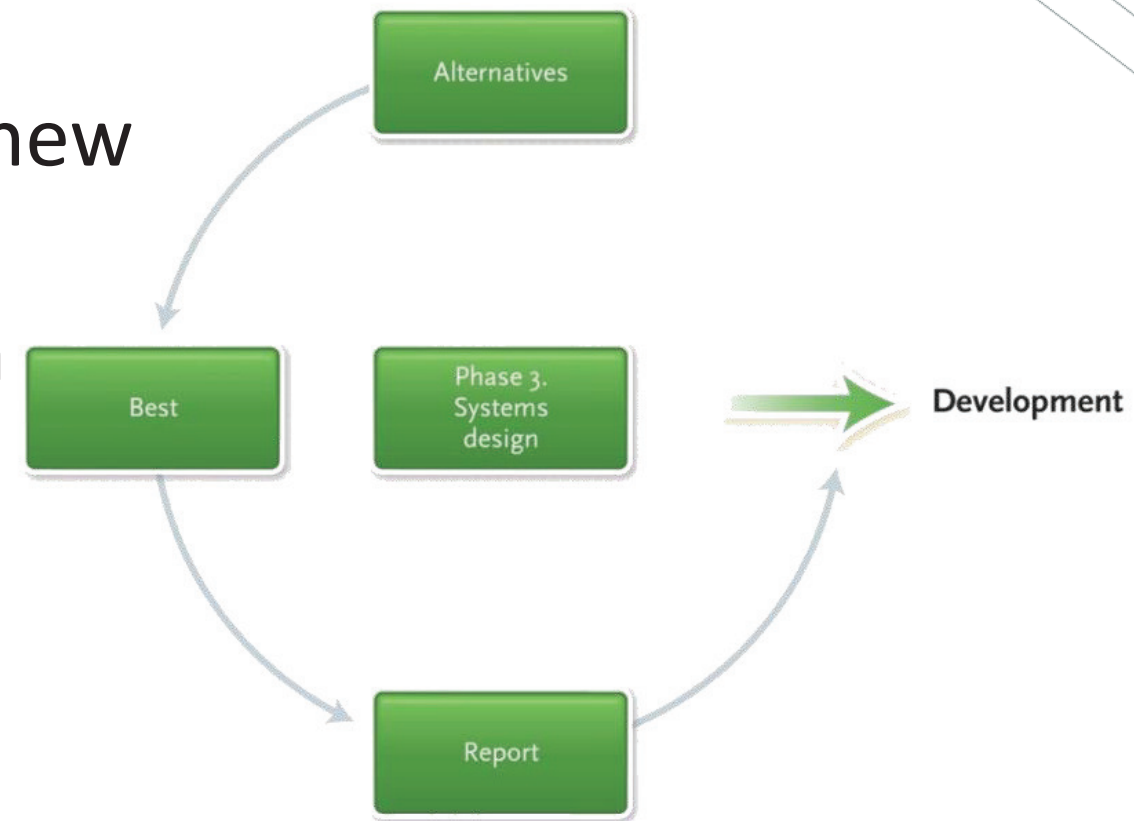 Alternatives
new
Best
Phase 3.
Systems
design
Development
Report